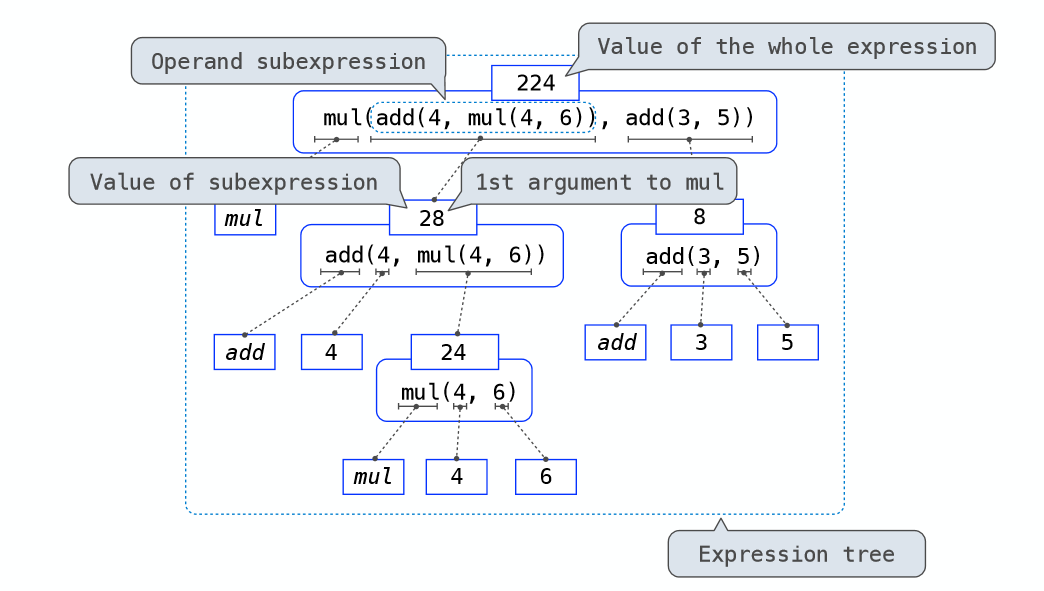 Value of the whole expression
Operand subexpression
224
mul(add(4, mul(4, 6)), add(3, 5))
Value of subexpression
1st argument to mul
mul
28
8
add(4, mul(4, 6))
add(3, 5)
add
4
24
add
3
5
mul(4, 6)
mul
4
6
Expression tree